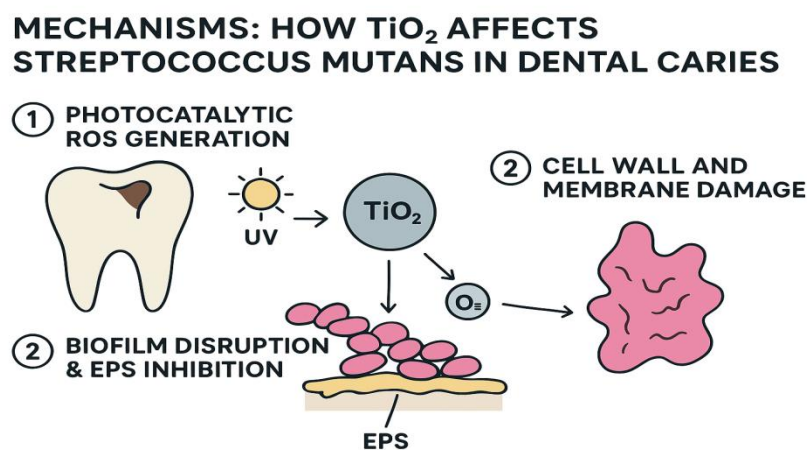 MECHANISMS: HOW TiO₂ AFFECTS
STREPTOCOCCUS MUTANS IN DENTAL CARIES
1 PHOTOCATALYTIC
ROS GENERATION
UV
TiO₂
2 CELL WALL AND
MEMBRANE DAMAGE
O≡
2 BIOFILM DISRUPTION
& EPS INHIBITION
EPS